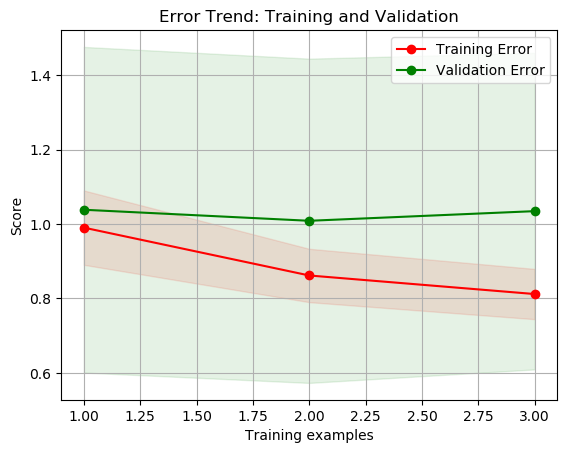 Error Trend: Training and Validation
Training Error
Validation Error
Score
1.4
1.2
1.0
0.8
0.6
1.00 1.25 1.50 1.75 2.00 2.25 2.50 2.75 3.00
Training examples